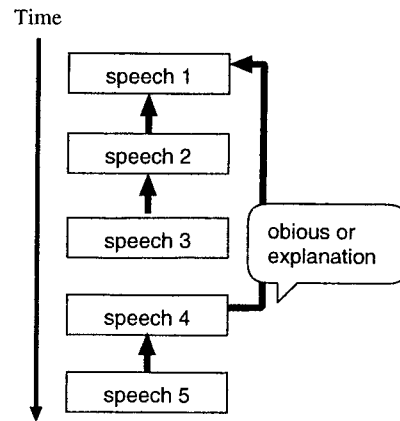 Time
speech 1
speech 2
speech 3
obious or
explanation
speech 4
speech 5